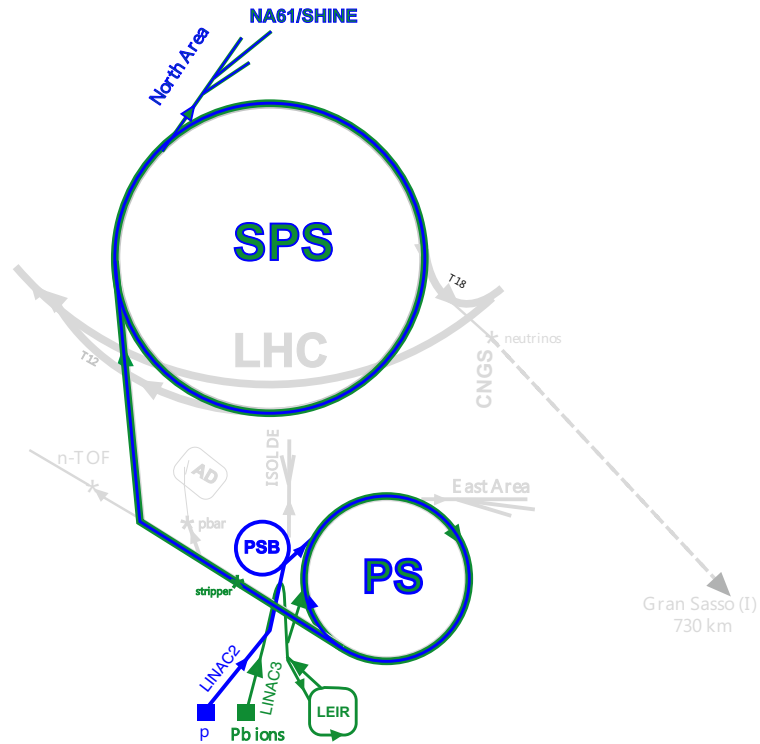 NA61/SHINE
North Area
SPS
T18
LHC
neutrinos
T12
CNGS
ISOLDE
n-TOF
AD
East Area
pbar
PSB
PS
stripper
Gran Sasso (I)
730 km
LINAC2
LINAC3
LEIR
p
Pb ions